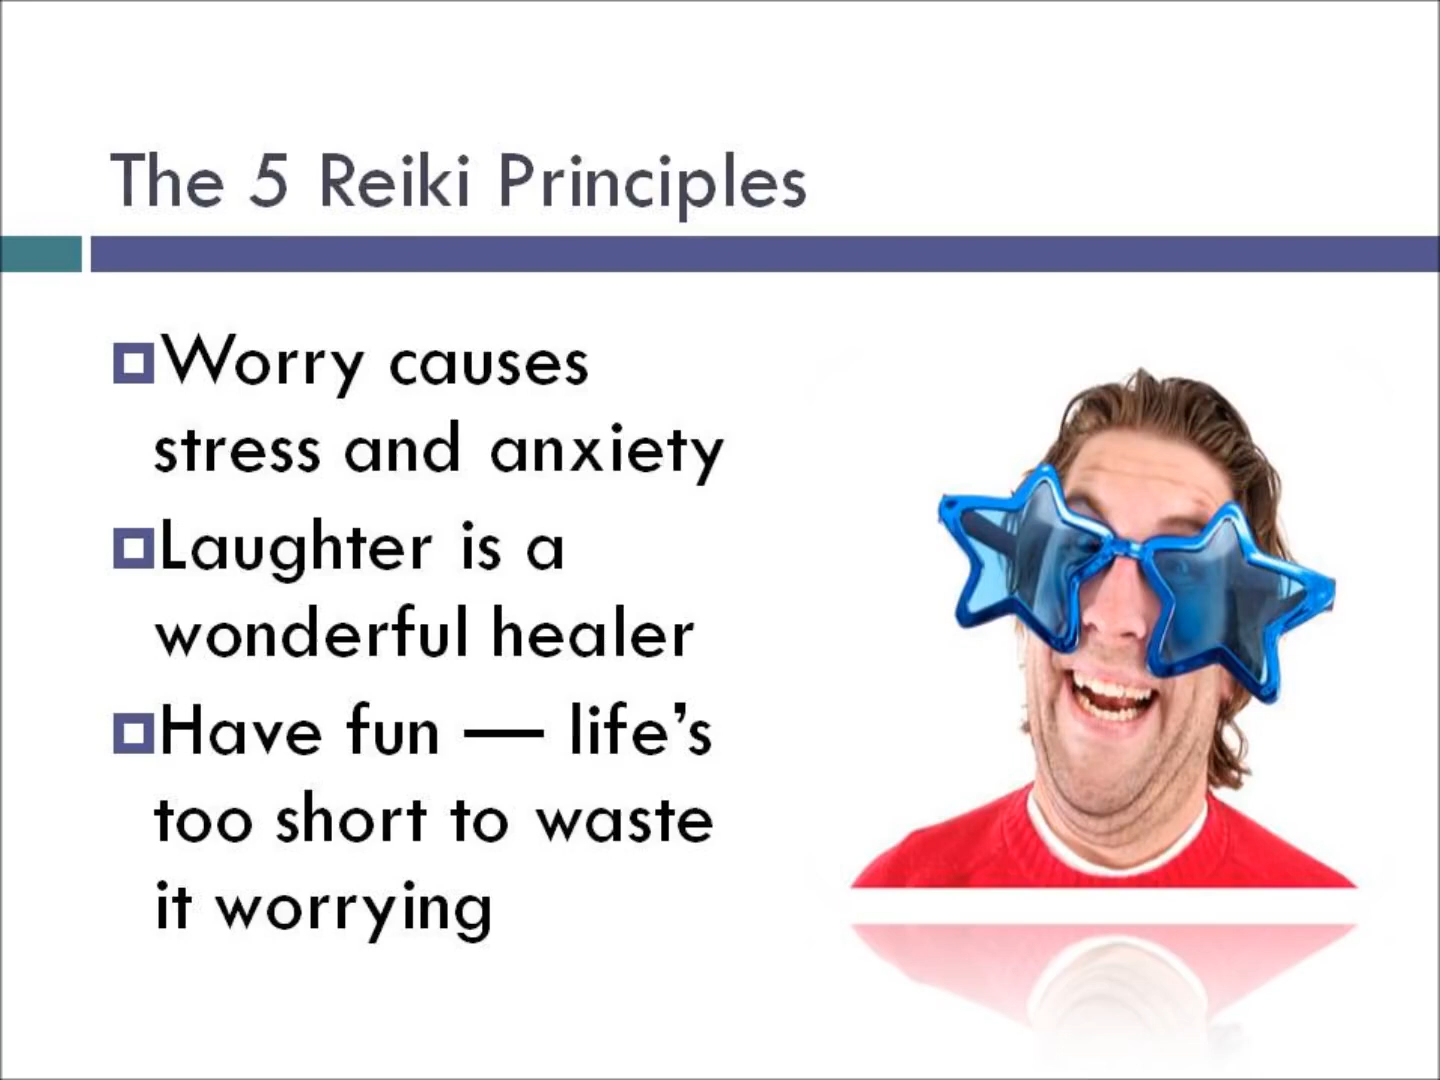 The 5 Reiki Principles
Worry causes
stress and anxiety
Laughter is a
wonderful healer
Have fun — life’s
too short to waste
it worrying